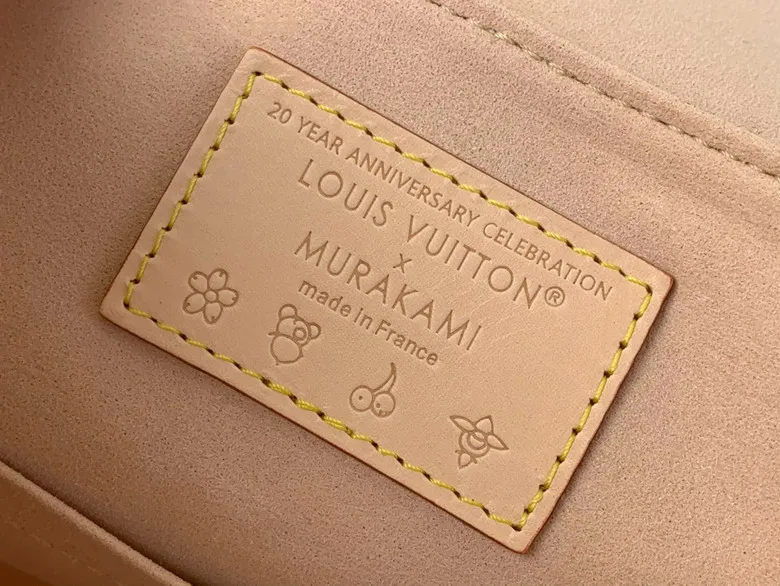 20 YEAR ANNIVERSARY CELEBRATION
LOUIS VUITTON®
x
MURAKAMI
made in France